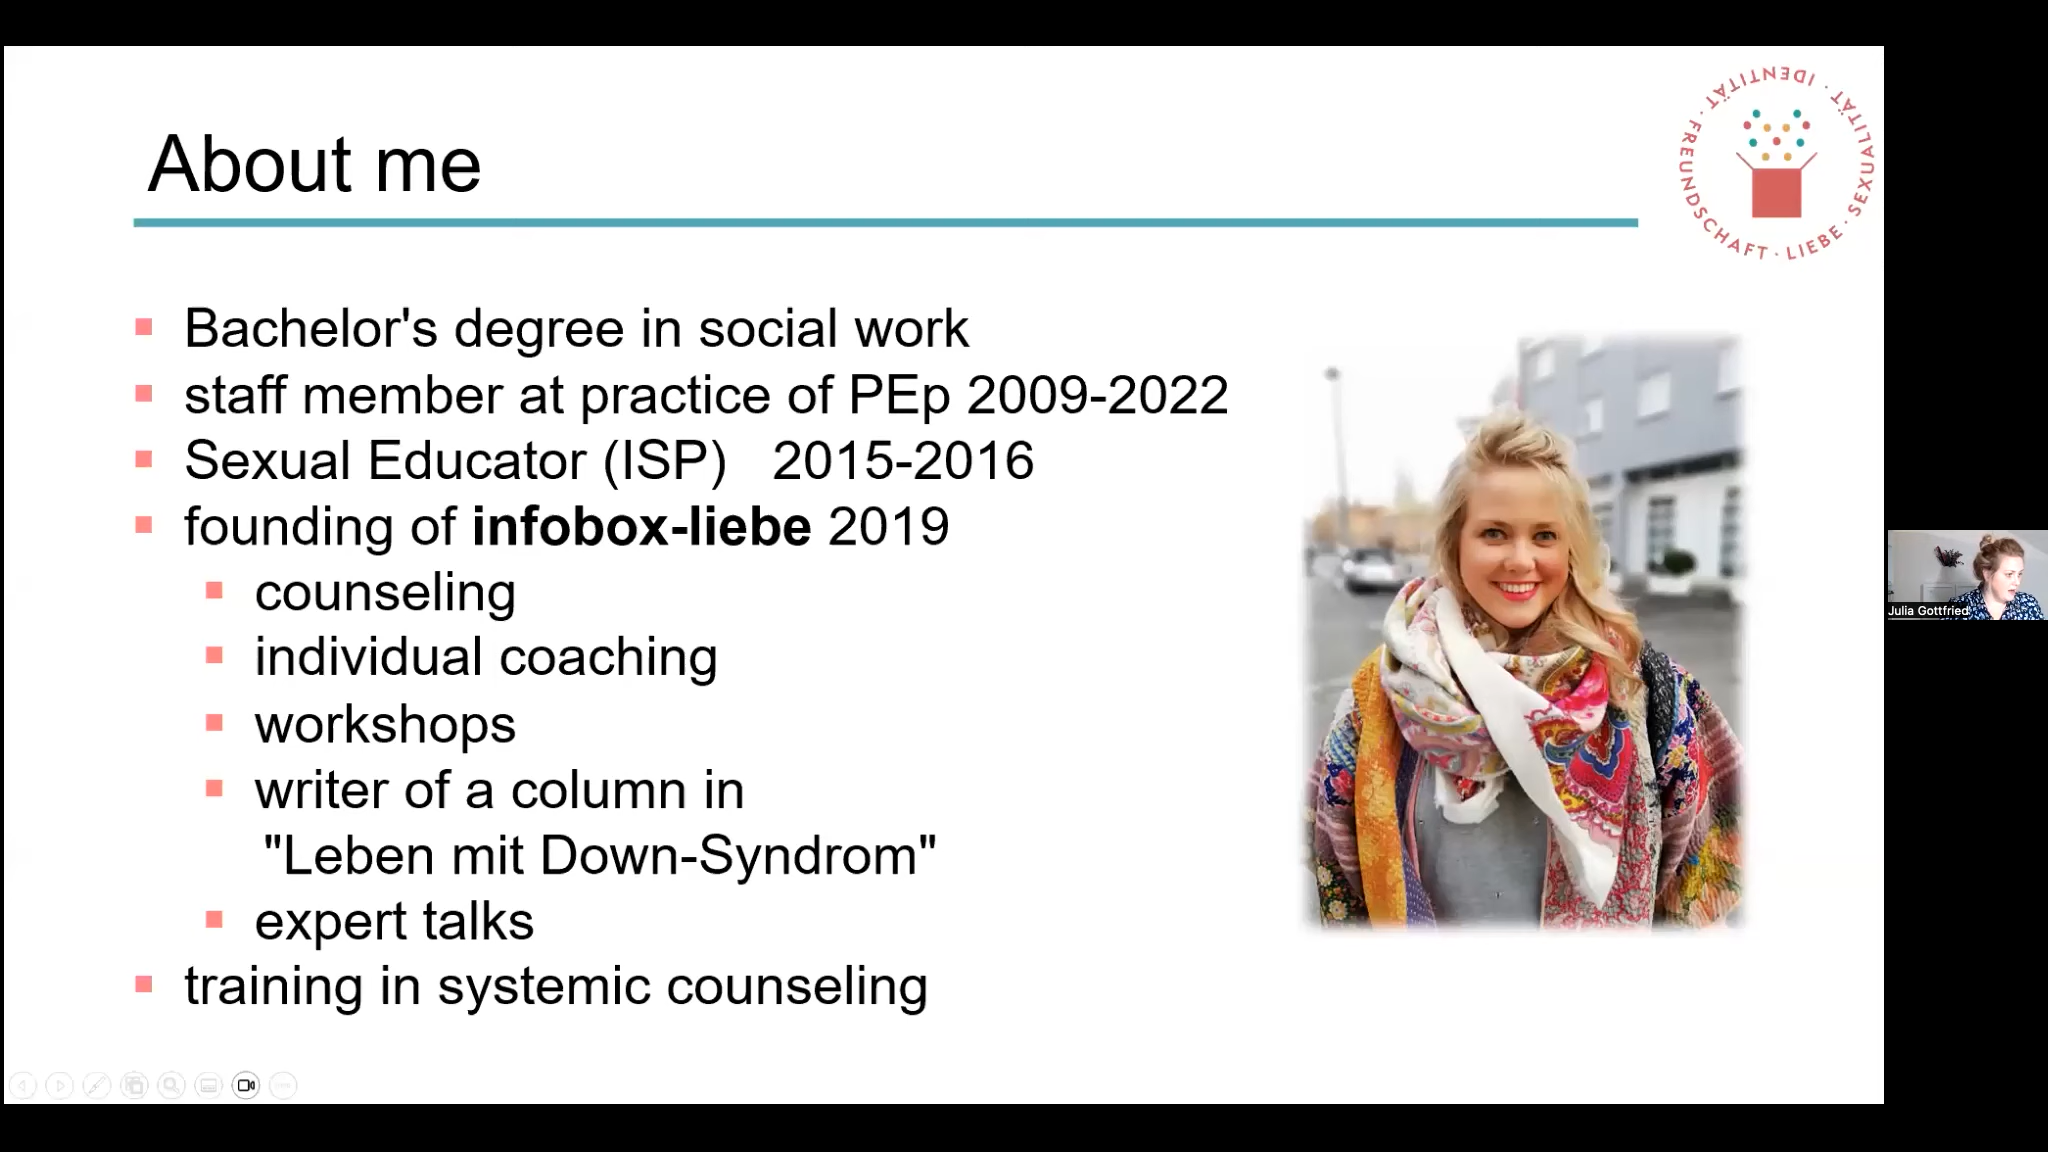 About me
IDENTITÄT · SEXUALITÄT · LIEBE · FREUNDSCHAFT ·
Bachelor's degree in social work
staff member at practice of PEp 2009-2022
Sexual Educator (ISP) 2015-2016
founding of infobox-liebe 2019
counseling
individual coaching
workshops
writer of a column in
"Leben mit Down-Syndrom"
expert talks
training in systemic counseling
Julia Gottfried